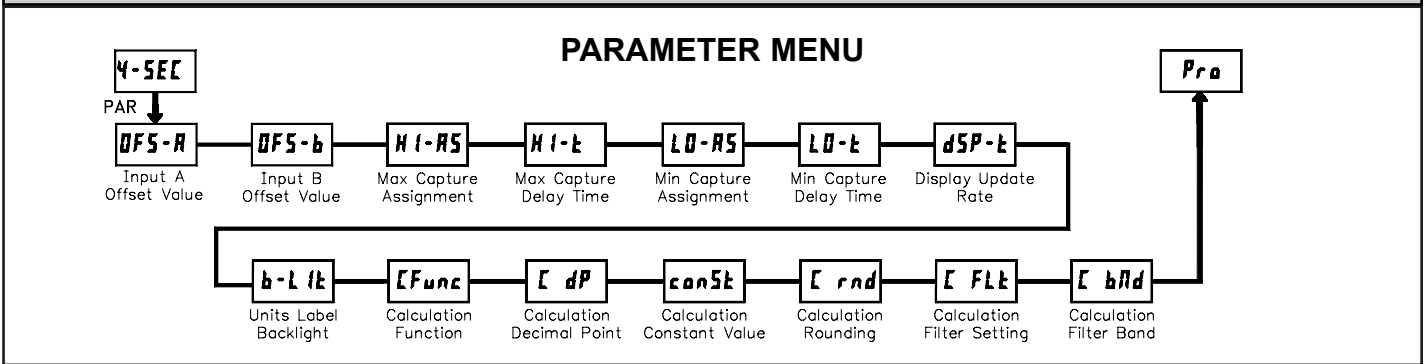 PARAMETER MENU
4-SEC
Pro
PAR
OFS-A
OFS-b
HI-AS
HI-t
LO-AS
LO-t
dSP-t
Input A
Offset Value
Input B
Offset Value
Max Capture
Assignment
Max Capture
Delay Time
Min Capture
Assignment
Min Capture
Delay Time
Display Update
Rate
b-LIt
CFunc
C dP
conSt
C rnd
C FLt
C bNd
Units Label
Backlight
Calculation
Function
Calculation
Decimal Point
Calculation
Constant Value
Calculation
Rounding
Calculation
Filter Setting
Calculation
Filter Band